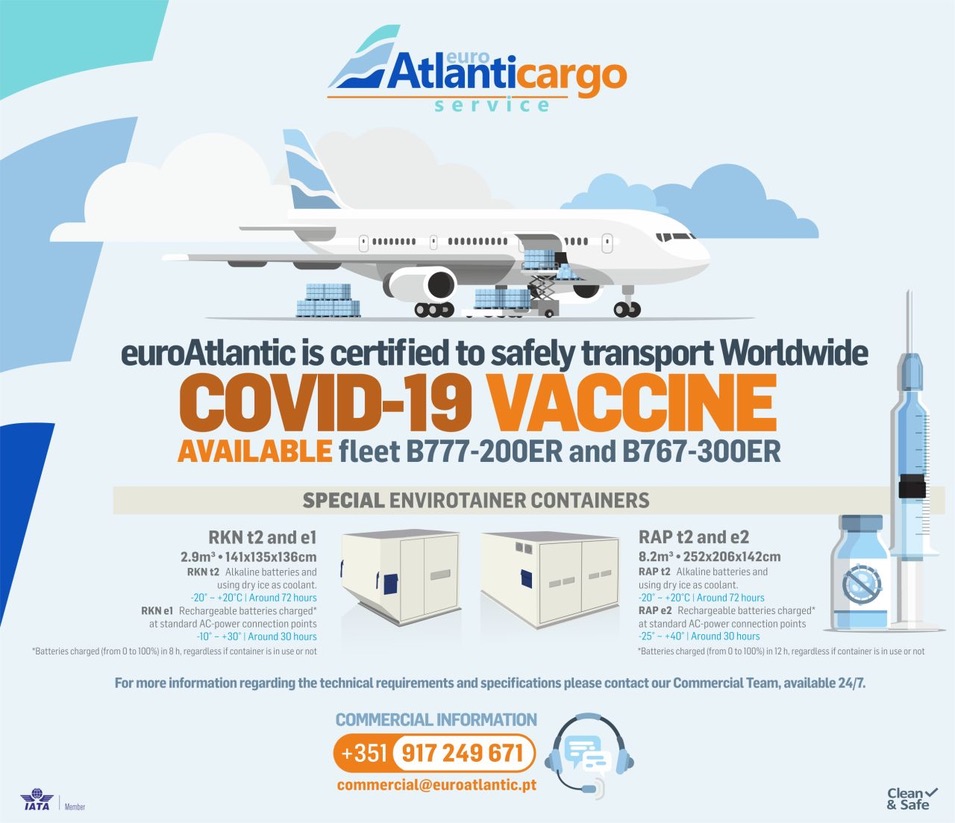 euro
Atlanticargo
service
euroAtlantic is certified to safely transport Worldwide
COVID-19 VACCINE
AVAILABLE fleet B777-200ER and B767-300ER
SPECIAL ENVIROTAINER CONTAINERS
RKN t2 and e1
2.9m³ • 141x135x136cm
RKN t2 Alkaline batteries and
using dry ice as coolant.
-20° – +20°C | Around 72 hours
RKN e1 Rechargeable batteries charged*
at standard AC-power connection points
-10° – +30° | Around 30 hours
*Batteries charged (from 0 to 100%) in 8 h, regardless if container is in use or not
RAP t2 and e2
8.2m³ • 252x206x142cm
RAP t2 Alkaline batteries and
using dry ice as coolant.
-20° – +20°C | Around 72 hours
RAP e2 Rechargeable batteries charged*
at standard AC-power connection points
-25° – +40° | Around 30 hours
*Batteries charged (from 0 to 100%) in 12 h, regardless if container is in use or not
For more information regarding the technical requirements and specifications please contact our Commercial Team, available 24/7.
COMMERCIAL INFORMATION
+351 917 249 671
commercial@euroatlantic.pt
IATA Member
Clean
& Safe